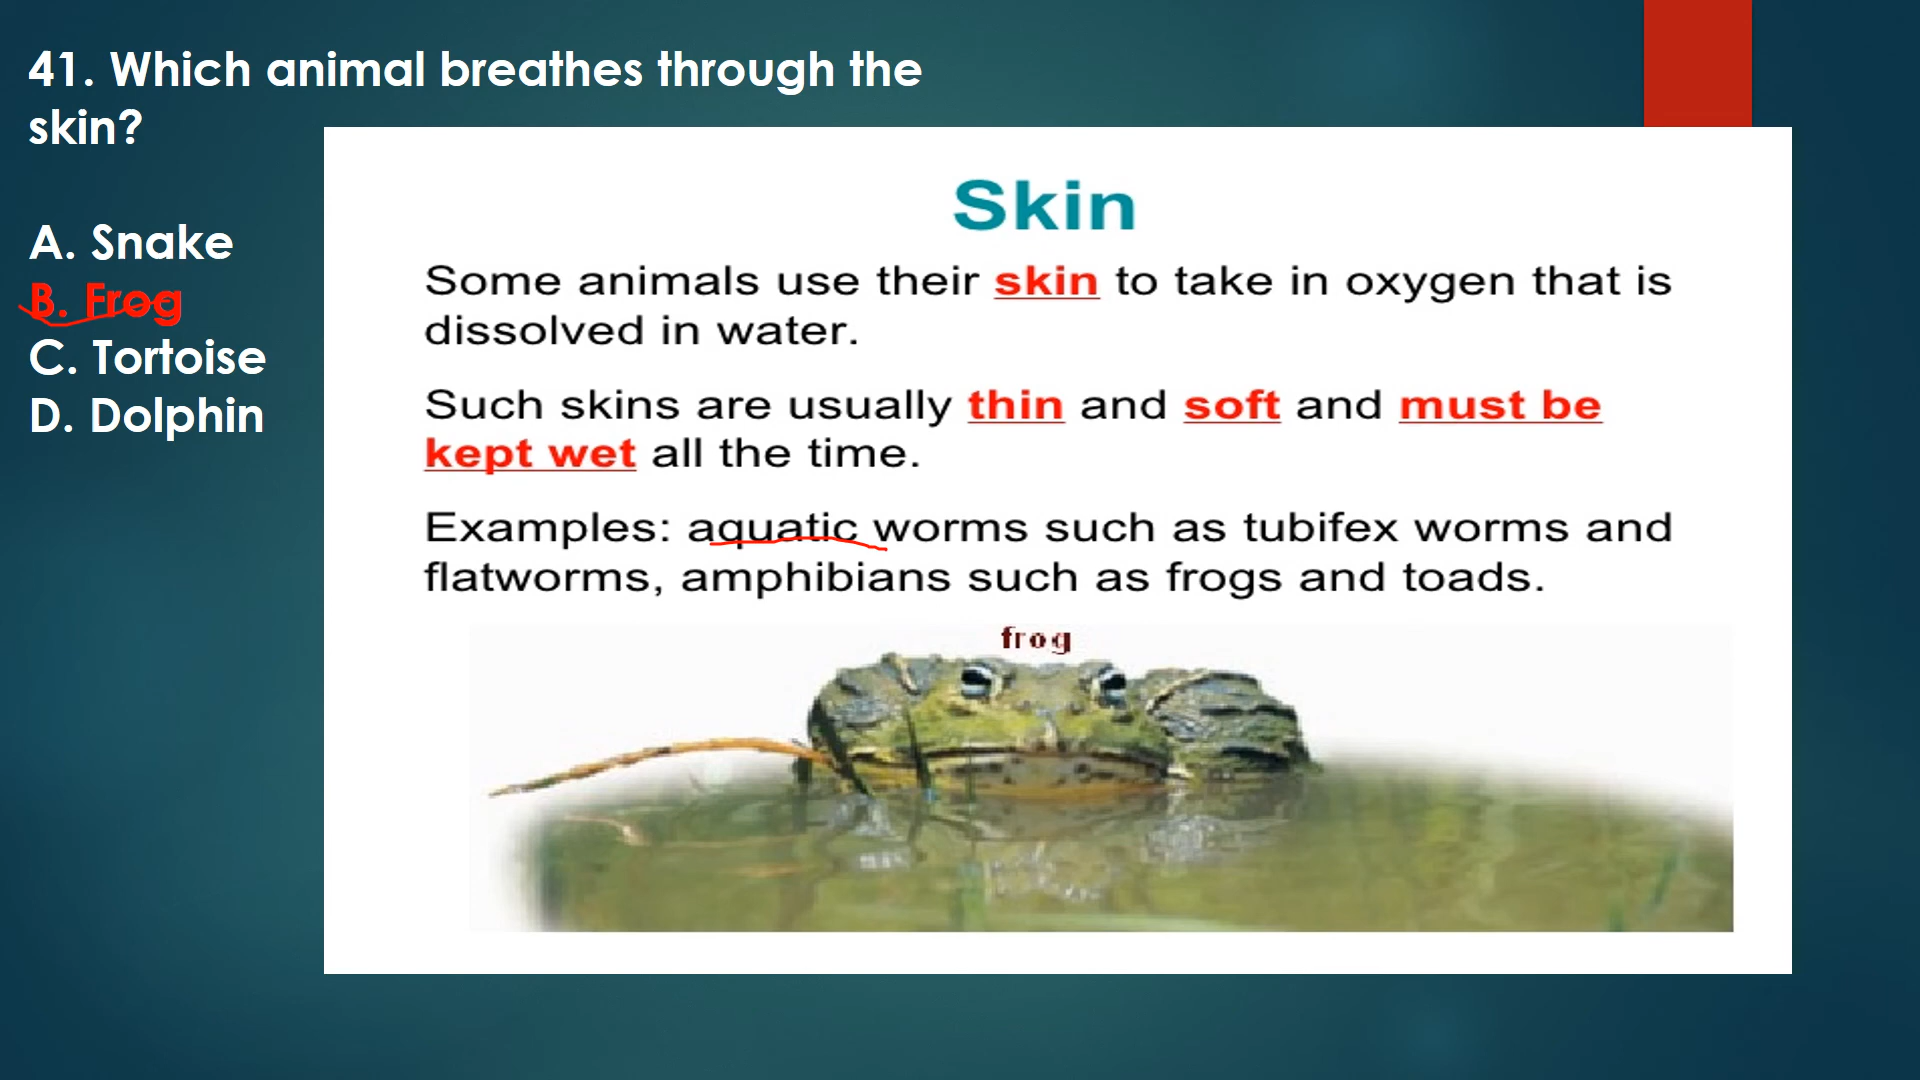 41. Which animal breathes through the
skin?
A. Snake
B. Frog
C. Tortoise
D. Dolphin
Skin
Some animals use their skin to take in oxygen that is
dissolved in water.
Such skins are usually thin and soft and must be
kept wet all the time.
Examples: aquatic worms such as tubifex worms and
flatworms, amphibians such as frogs and toads.
frog